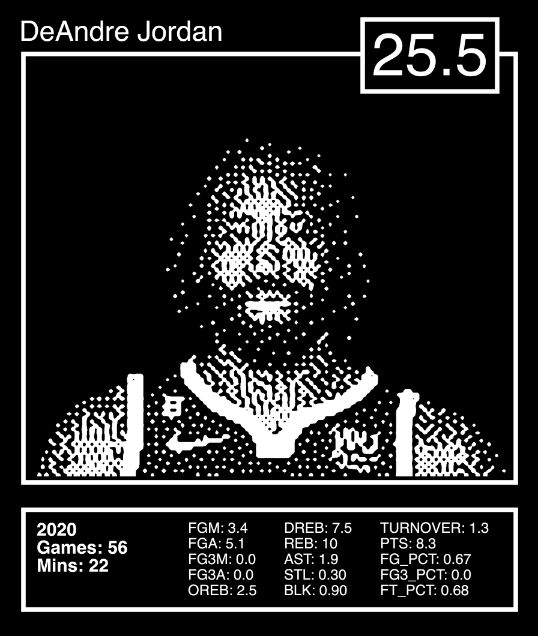 DeAndre Jordan
25.5
2020
Games: 56
Mins: 22
FGM: 3.4
FGA: 5.1
FG3M: 0.0
FG3A: 0.0
OREB: 2.5
DREB: 7.5
REB: 10
AST: 1.9
STL: 0.30
BLK: 0.90
TURNOVER: 1.3
PTS: 8.3
FG_PCT: 0.67
FG3_PCT: 0.0
FT_PCT: 0.68